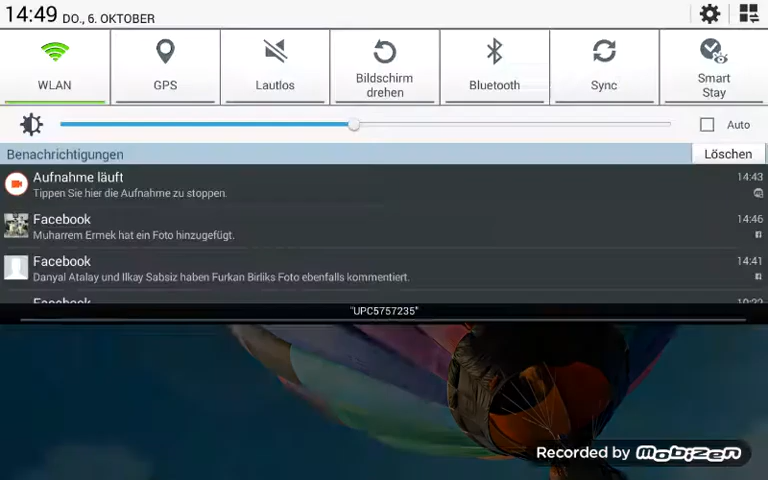 14:49 DO., 6. OKTOBER
WLAN
GPS
Lautlos
Bildschirm drehen
Bluetooth
Sync
Smart Stay
Auto
Benachrichtigungen
Löschen
Aufnahme läuft 14:43
Tippen Sie hier die Aufnahme zu stoppen.
Facebook 14:46
Muharrem Ermek hat ein Foto hinzugefügt.
Facebook 14:41
Danyal Atalay und Ilkay Sabsiz haben Furkan Birliks Foto ebenfalls kommentiert.
Facebook
"UPC5757235"
Recorded by mobizen